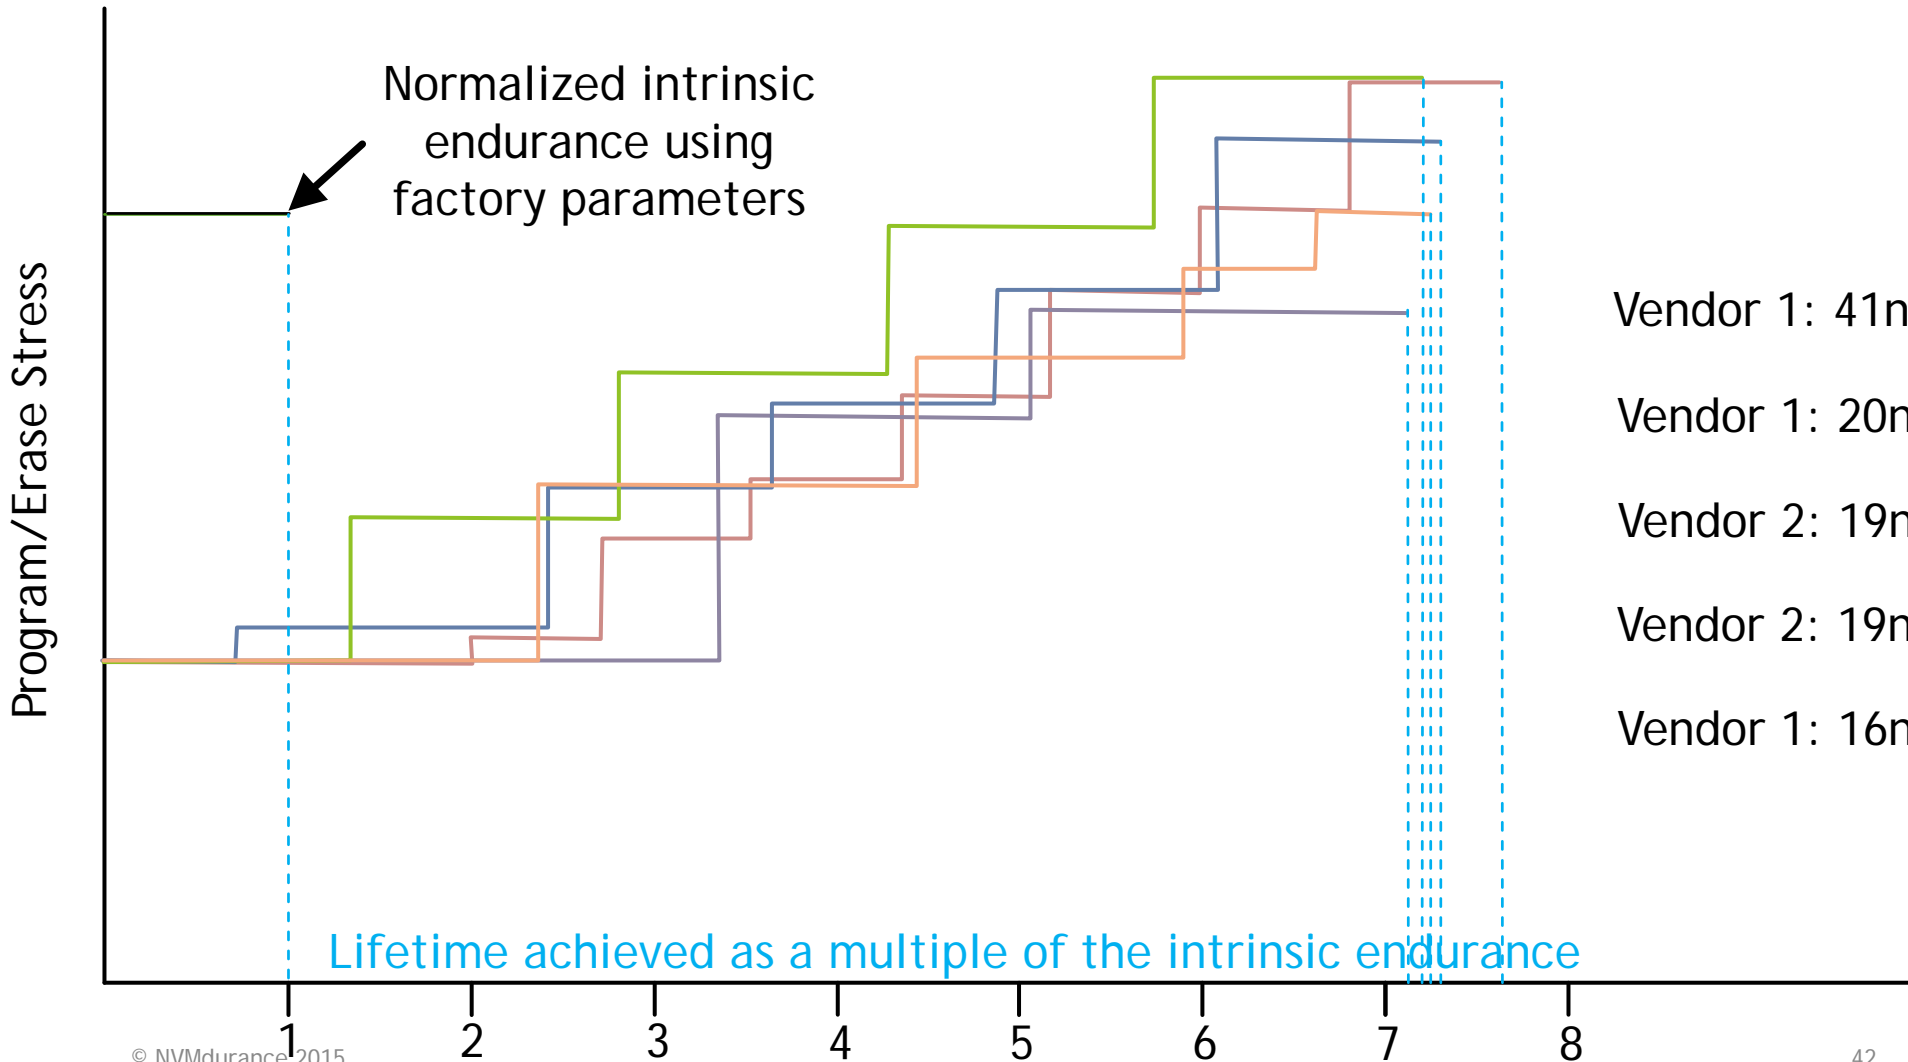 Normalized intrinsic
endurance using
factory parameters
Program/Erase Stress
Vendor 1: 41n
Vendor 1: 20n
Vendor 2: 19n
Vendor 2: 19n
Vendor 1: 16n
Lifetime achieved as a multiple of the intrinsic endurance
1 2 3 4 5 6 7 8
© NVMdurance 2015
42